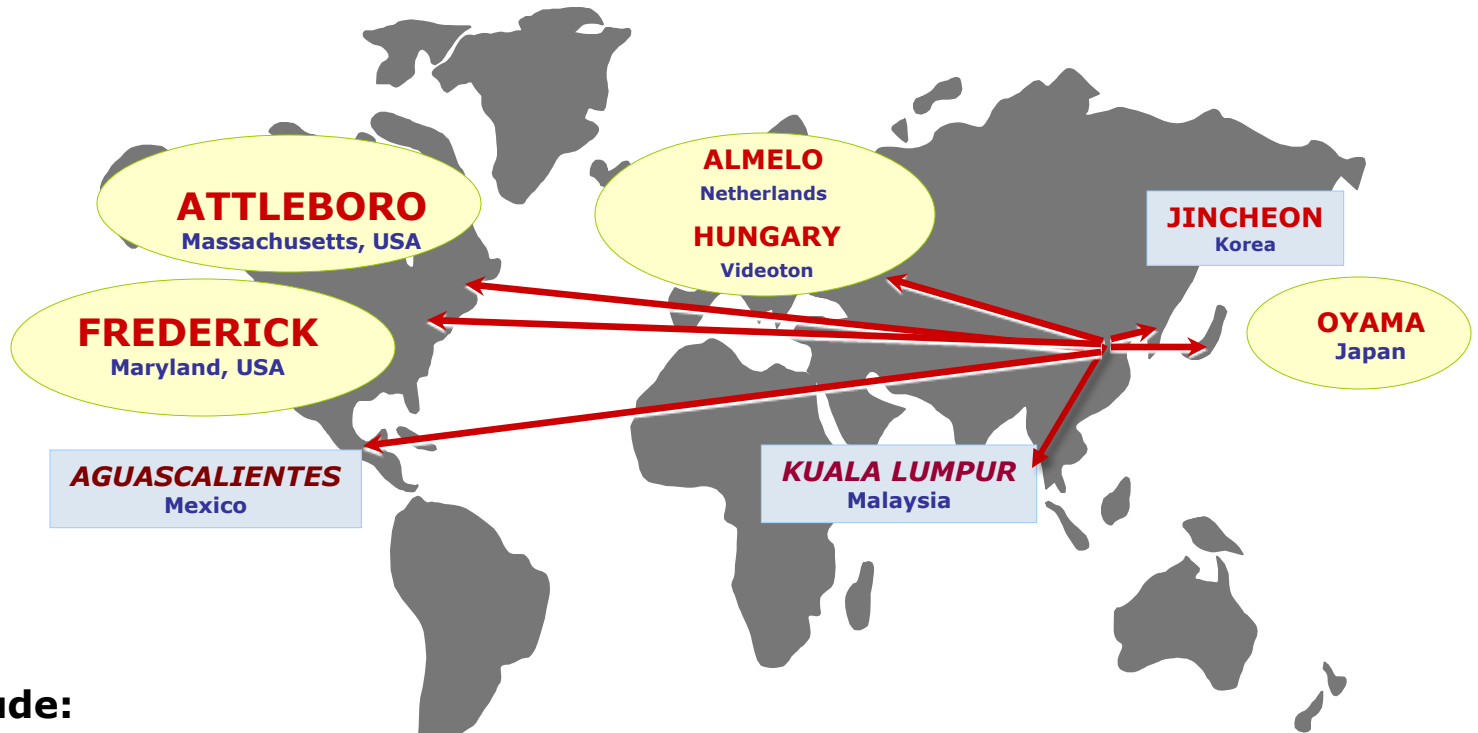 ALMELO
Netherlands
HUNGARY
Videoton
ATTLEBORO
Massachusetts, USA
JINCHEON
Korea
FREDERICK
Maryland, USA
OYAMA
Japan
AGUASCALIENTES
Mexico
KUALA LUMPUR
Malaysia
ude: